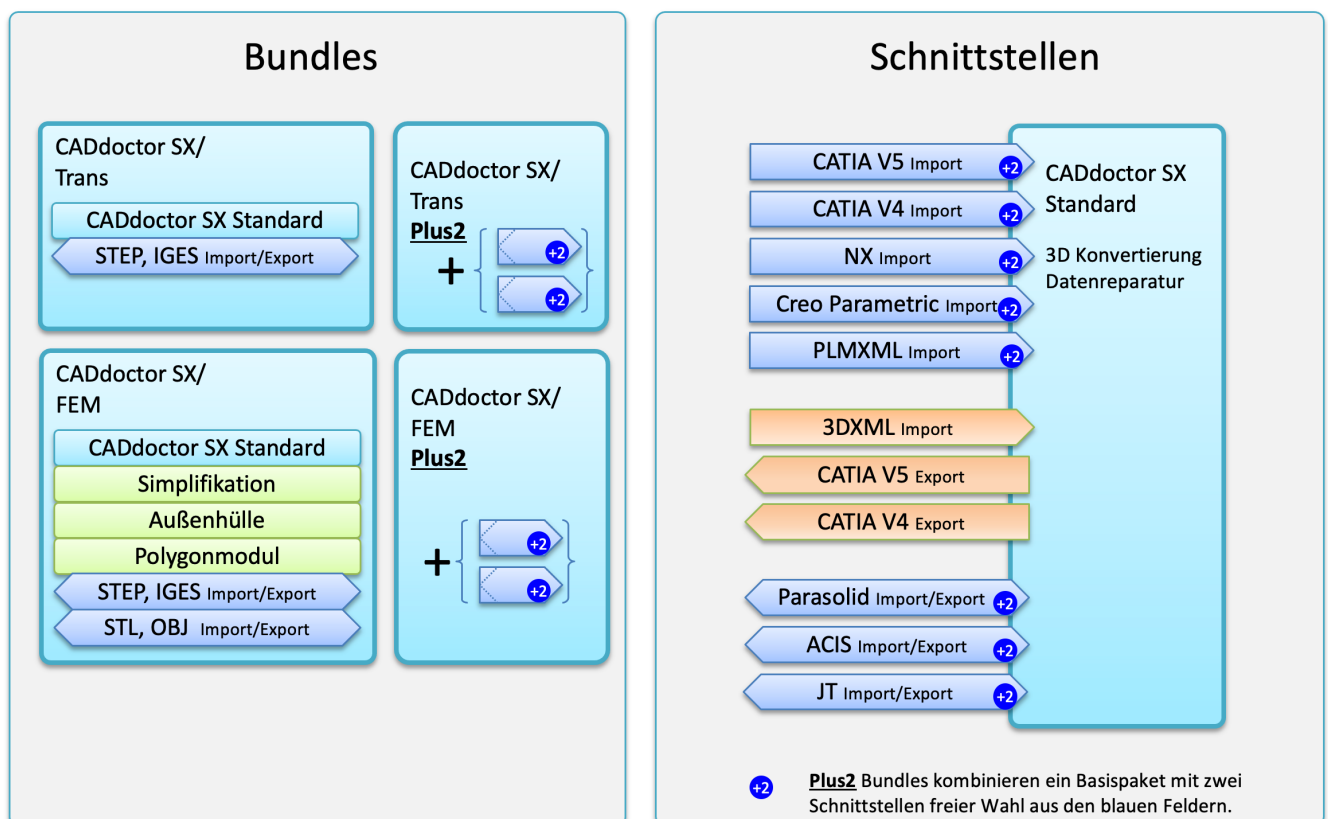 Bundles
CADdoctor SX/
Trans
CADdoctor SX Standard
STEP, IGES Import/Export
CADdoctor SX/
Trans
Plus2
+
+2
+2
CADdoctor SX/
FEM
CADdoctor SX Standard
Simplifikation
Außenhülle
Polygonmodul
STEP, IGES Import/Export
STL, OBJ Import/Export
CADdoctor SX/
FEM
Plus2
+
+2
+2
Schnittstellen
CATIA V5 Import +2
CATIA V4 Import +2
NX Import +2
Creo Parametric Import +2
PLMXML Import +2
3DXML Import
CATIA V5 Export
CATIA V4 Export
Parasolid Import/Export +2
ACIS Import/Export +2
JT Import/Export +2
CADdoctor SX
Standard
3D Konvertierung
Datenreparatur
+2 Plus2 Bundles kombinieren ein Basispaket mit zwei
Schnittstellen freier Wahl aus den blauen Feldern.